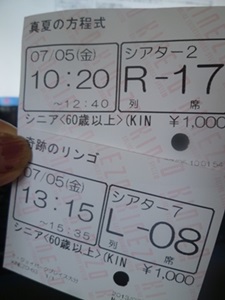 真夏の方程式
07/05(金) シアター2
10:20 R-17
～12:40 列 席
シニア<60歳以上>(KIN ¥1,000
奇跡のリンゴ
07/05(金) シアター7
13:15 L-08
～15:35 列 席
シニア<60歳以上>(KIN ¥1,000